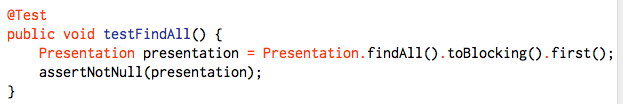 @Test
public void testFindAll() {
    Presentation presentation = Presentation.findAll().toBlocking().first();
    assertNotNull(presentation);
}